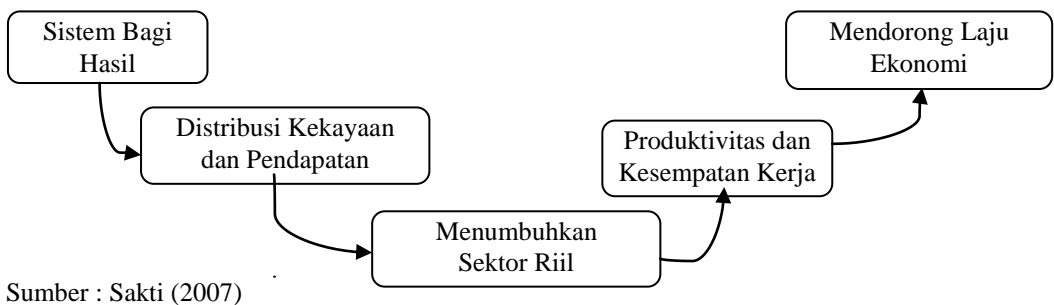 Sistem Bagi
Hasil
Distribusi Kekayaan
dan Pendapatan
Menumbuhkan
Sektor Riil
Produktivitas dan
Kesempatan Kerja
Mendorong Laju
Ekonomi
Sumber : Sakti (2007)